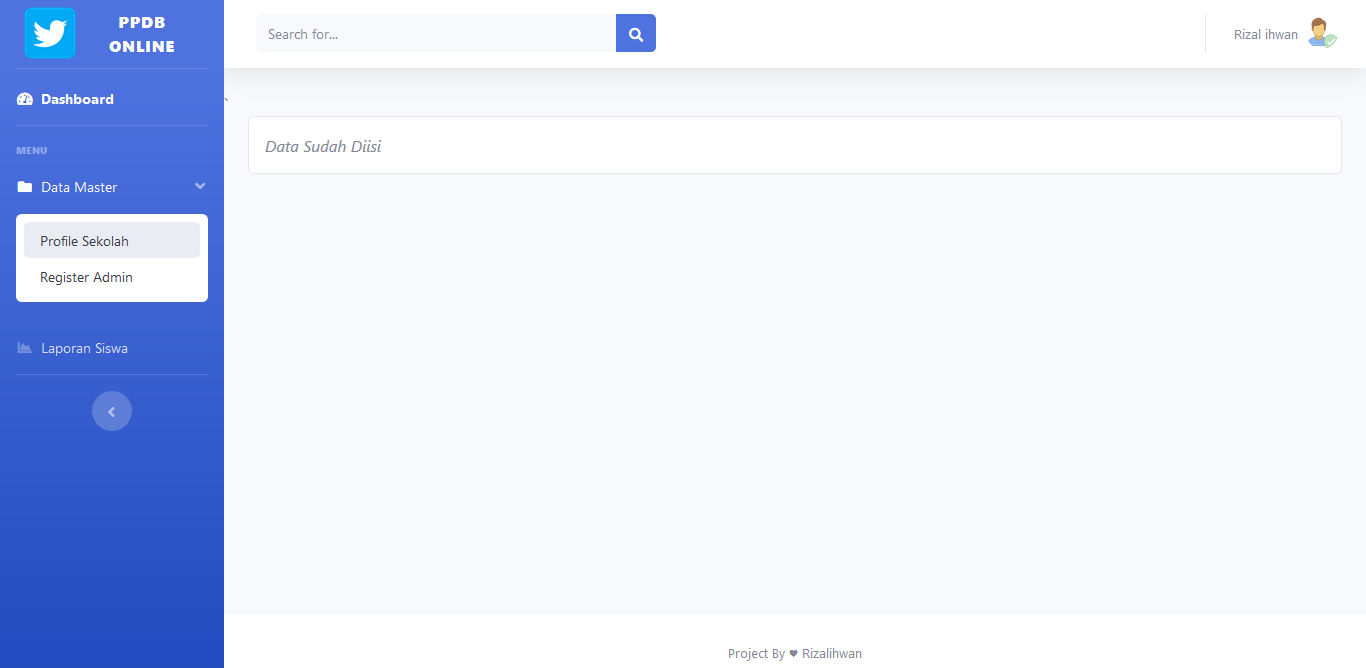 PPDB
ONLINE
Search for...
Rizal ihwan
Dashboard
`
MENU
Data Sudah Diisi
Data Master
Profile Sekolah
Register Admin
Laporan Siswa
Project By ♥ Rizalihwan